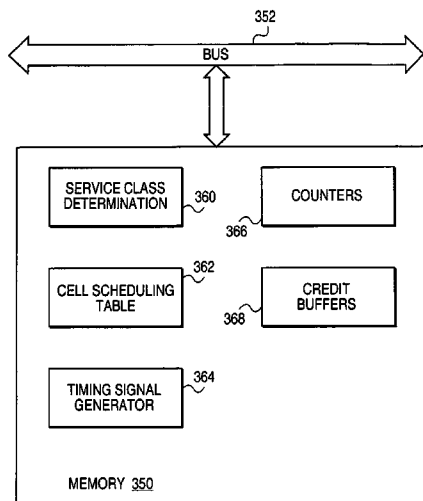 352
BUS
SERVICE CLASS
DETERMINATION
360
COUNTERS
366
CELL SCHEDULING
TABLE
362
CREDIT
BUFFERS
368
TIMING SIGNAL
GENERATOR
364
MEMORY 350